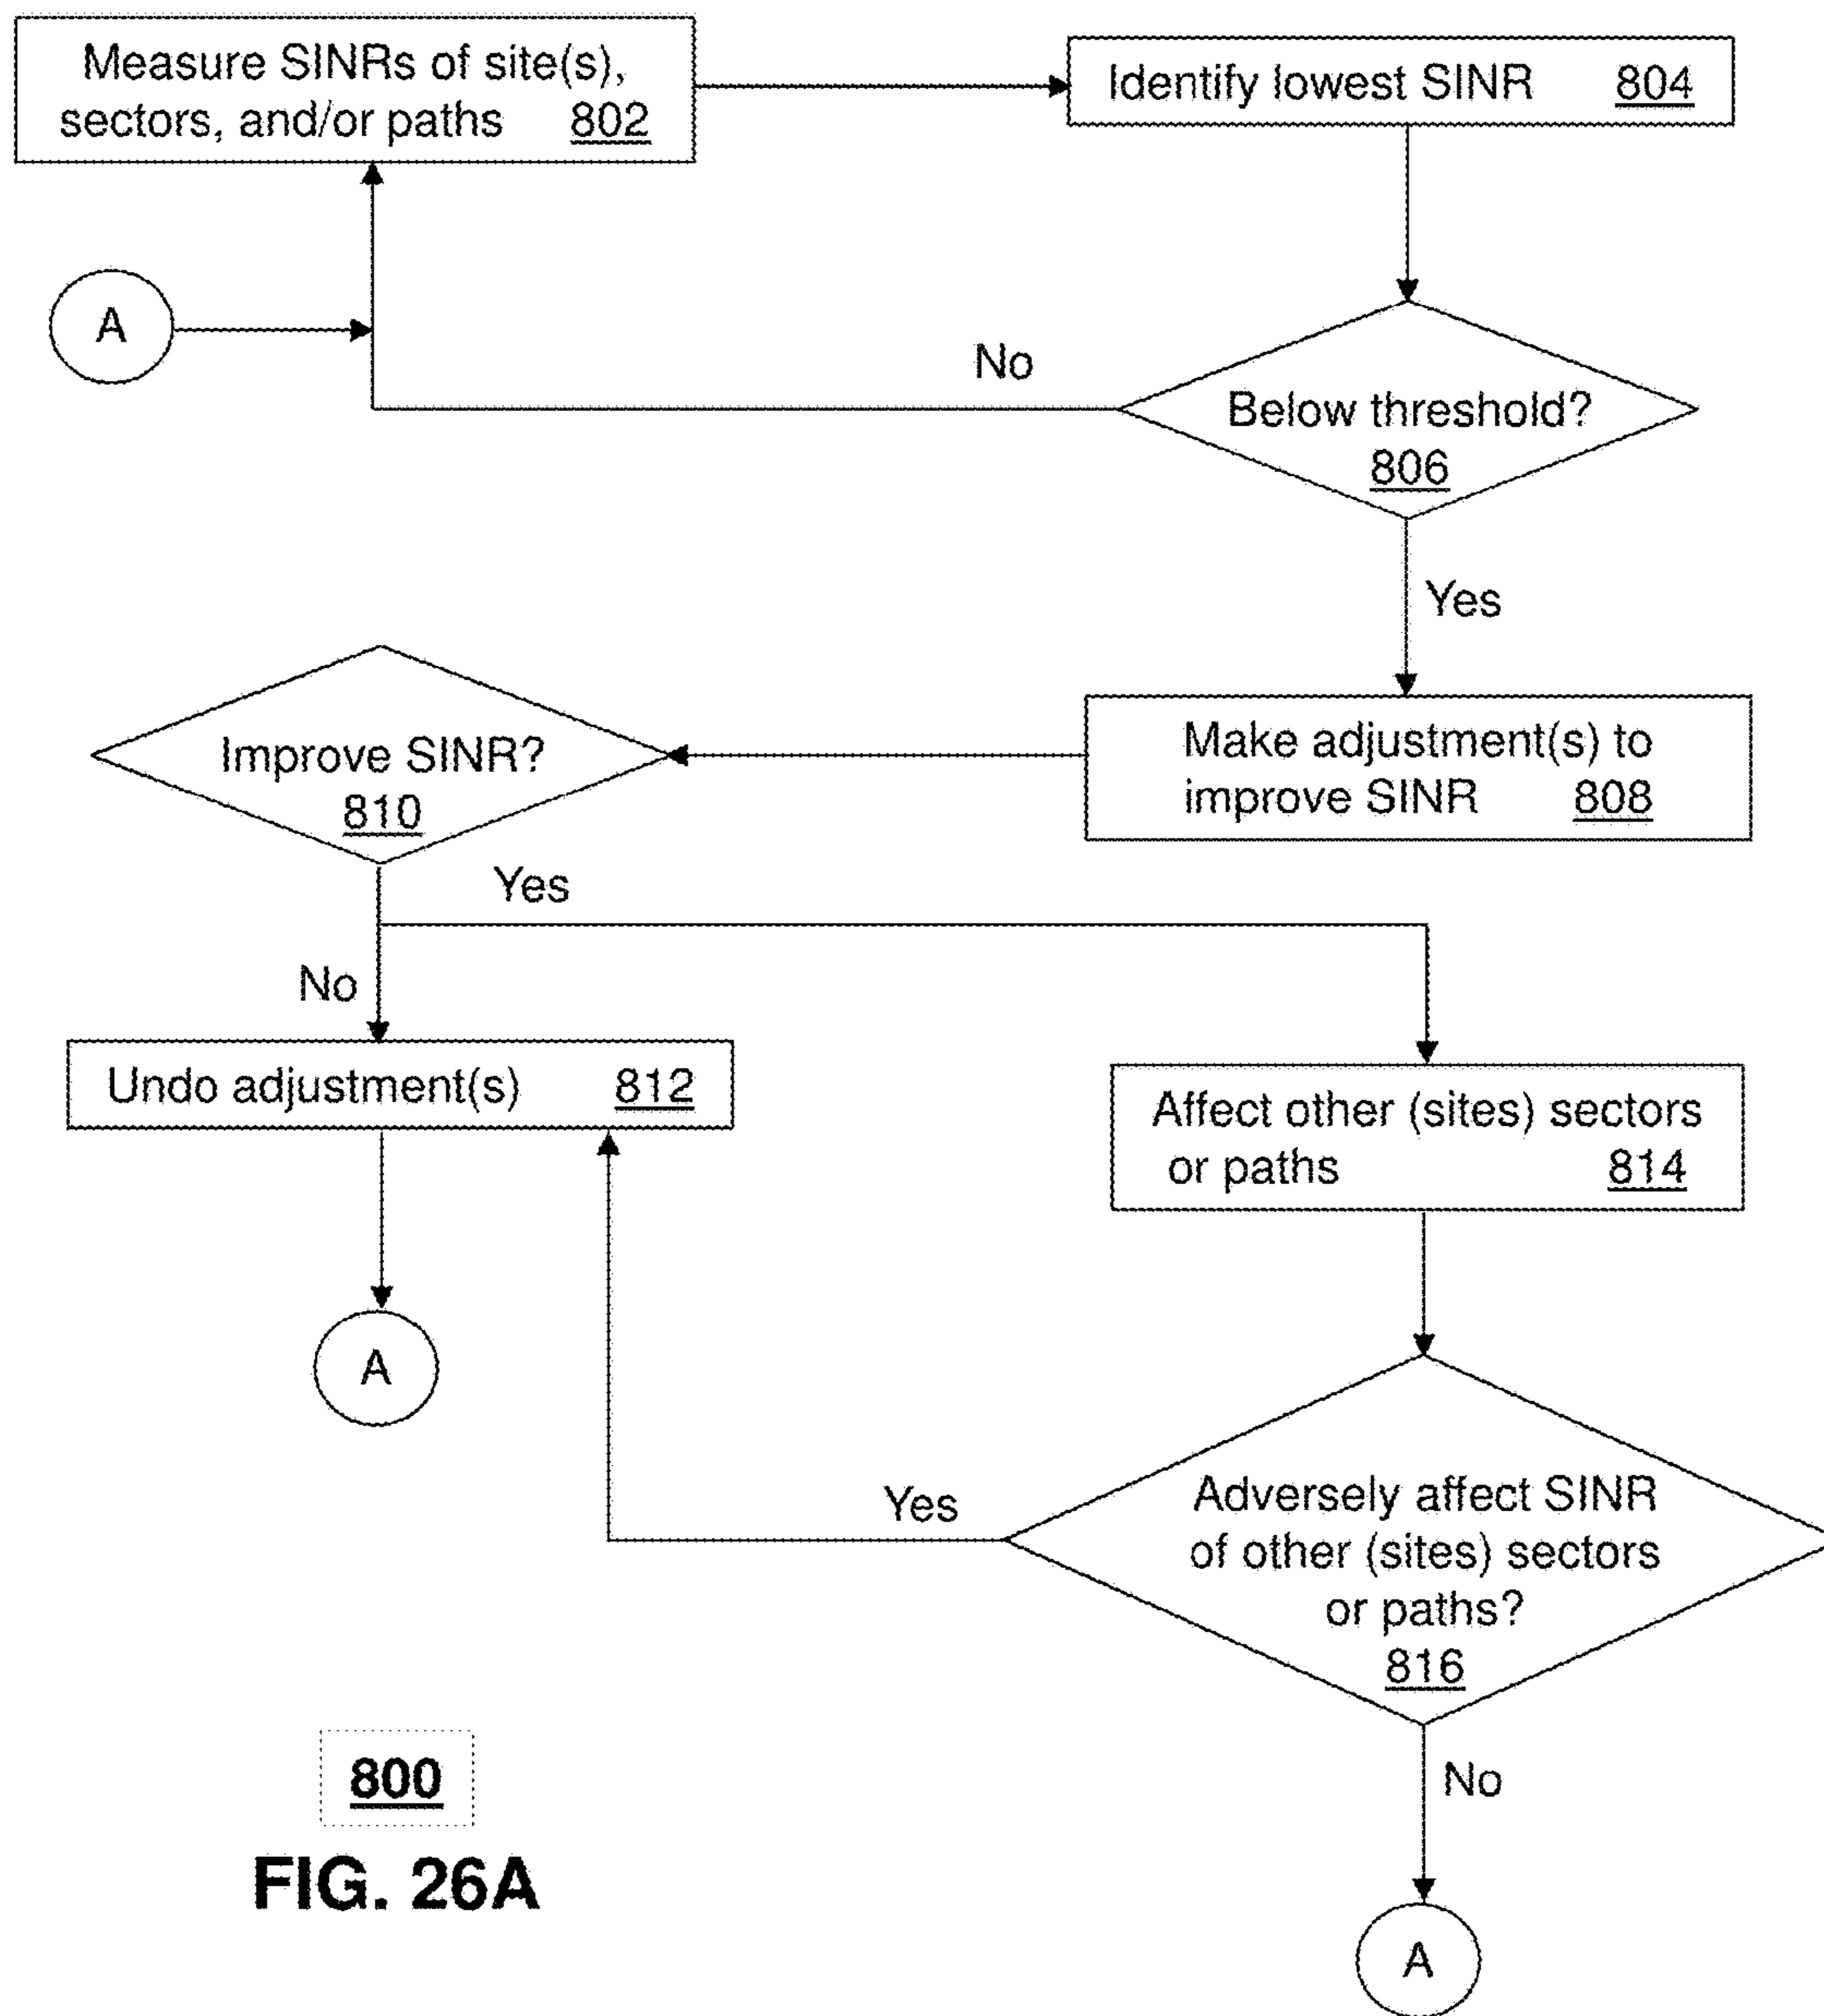 Measure SINRs of site(s),
sectors, and/or paths 802
Identify lowest SINR 804
A
No
Below threshold?
806
Yes
Improve SINR?
810
Make adjustment(s) to
improve SINR 808
Yes
No
Undo adjustment(s) 812
Affect other (sites) sectors
or paths 814
A
Yes
Adversely affect SINR
of other (sites) sectors
or paths?
816
No
800
FIG. 26A
A